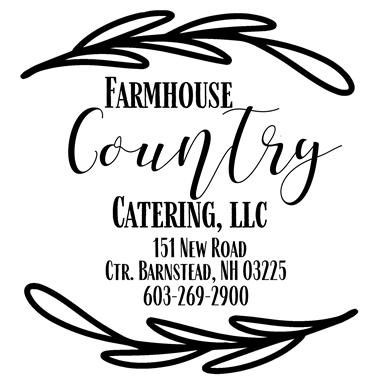 Farmhouse
Country
Catering, LLC
151 New Road
Ctr. Barnstead, NH 03225
603-269-2900